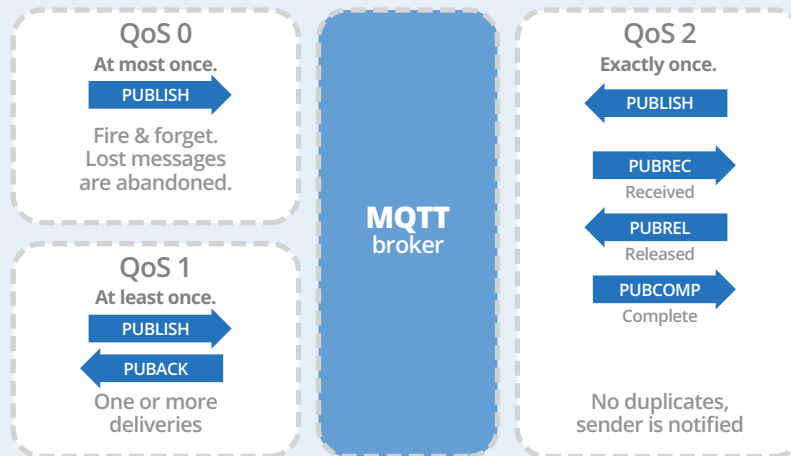 QoS 0
At most once.
PUBLISH
Fire & forget.
Lost messages
are abandoned.
QoS 1
At least once.
PUBLISH
PUBACK
One or more
deliveries
MQTT
broker
QoS 2
Exactly once.
PUBLISH
PUBREC
Received
PUBREL
Released
PUBCOMP
Complete
No duplicates,
sender is notified